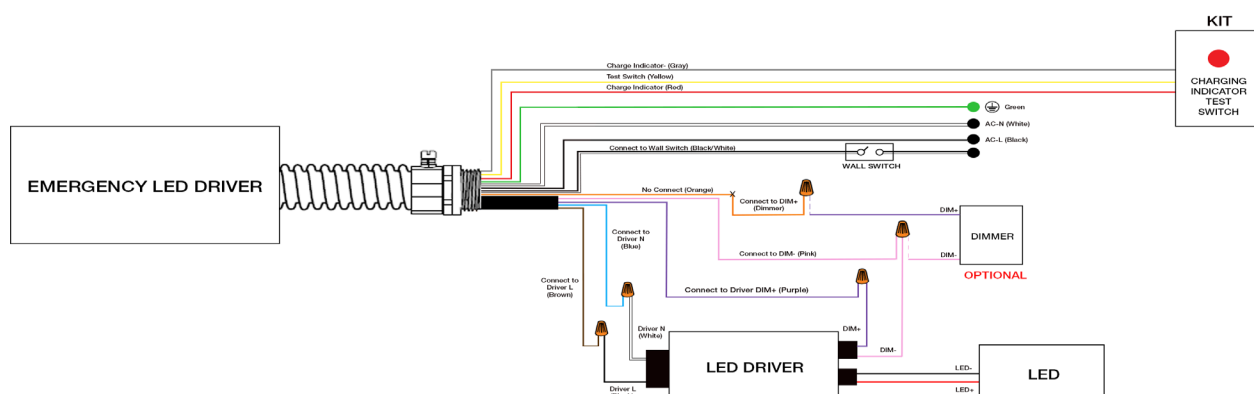 KIT
Charge Indicator- (Gray)
Test Switch (Yellow)
Charge Indicator (Red)
CHARGING
INDICATOR
TEST
SWITCH
Green
AC-N (White)
AC-L (Black)
Connect to Wall Switch (Black/White)
WALL SWITCH
EMERGENCY LED DRIVER
No Connect (Orange)
Connect to DIM+
(Dimmer)
DIM+
DIMMER
DIM-
OPTIONAL
Connect to
Driver N
(Blue)
Connect to DIM- (Pink)
Connect to
Driver L
(Brown)
Connect to Driver DIM+ (Purple)
Driver N
(White)
DIM+
DIM-
LED DRIVER
LED-
LED+
LED
Driver L